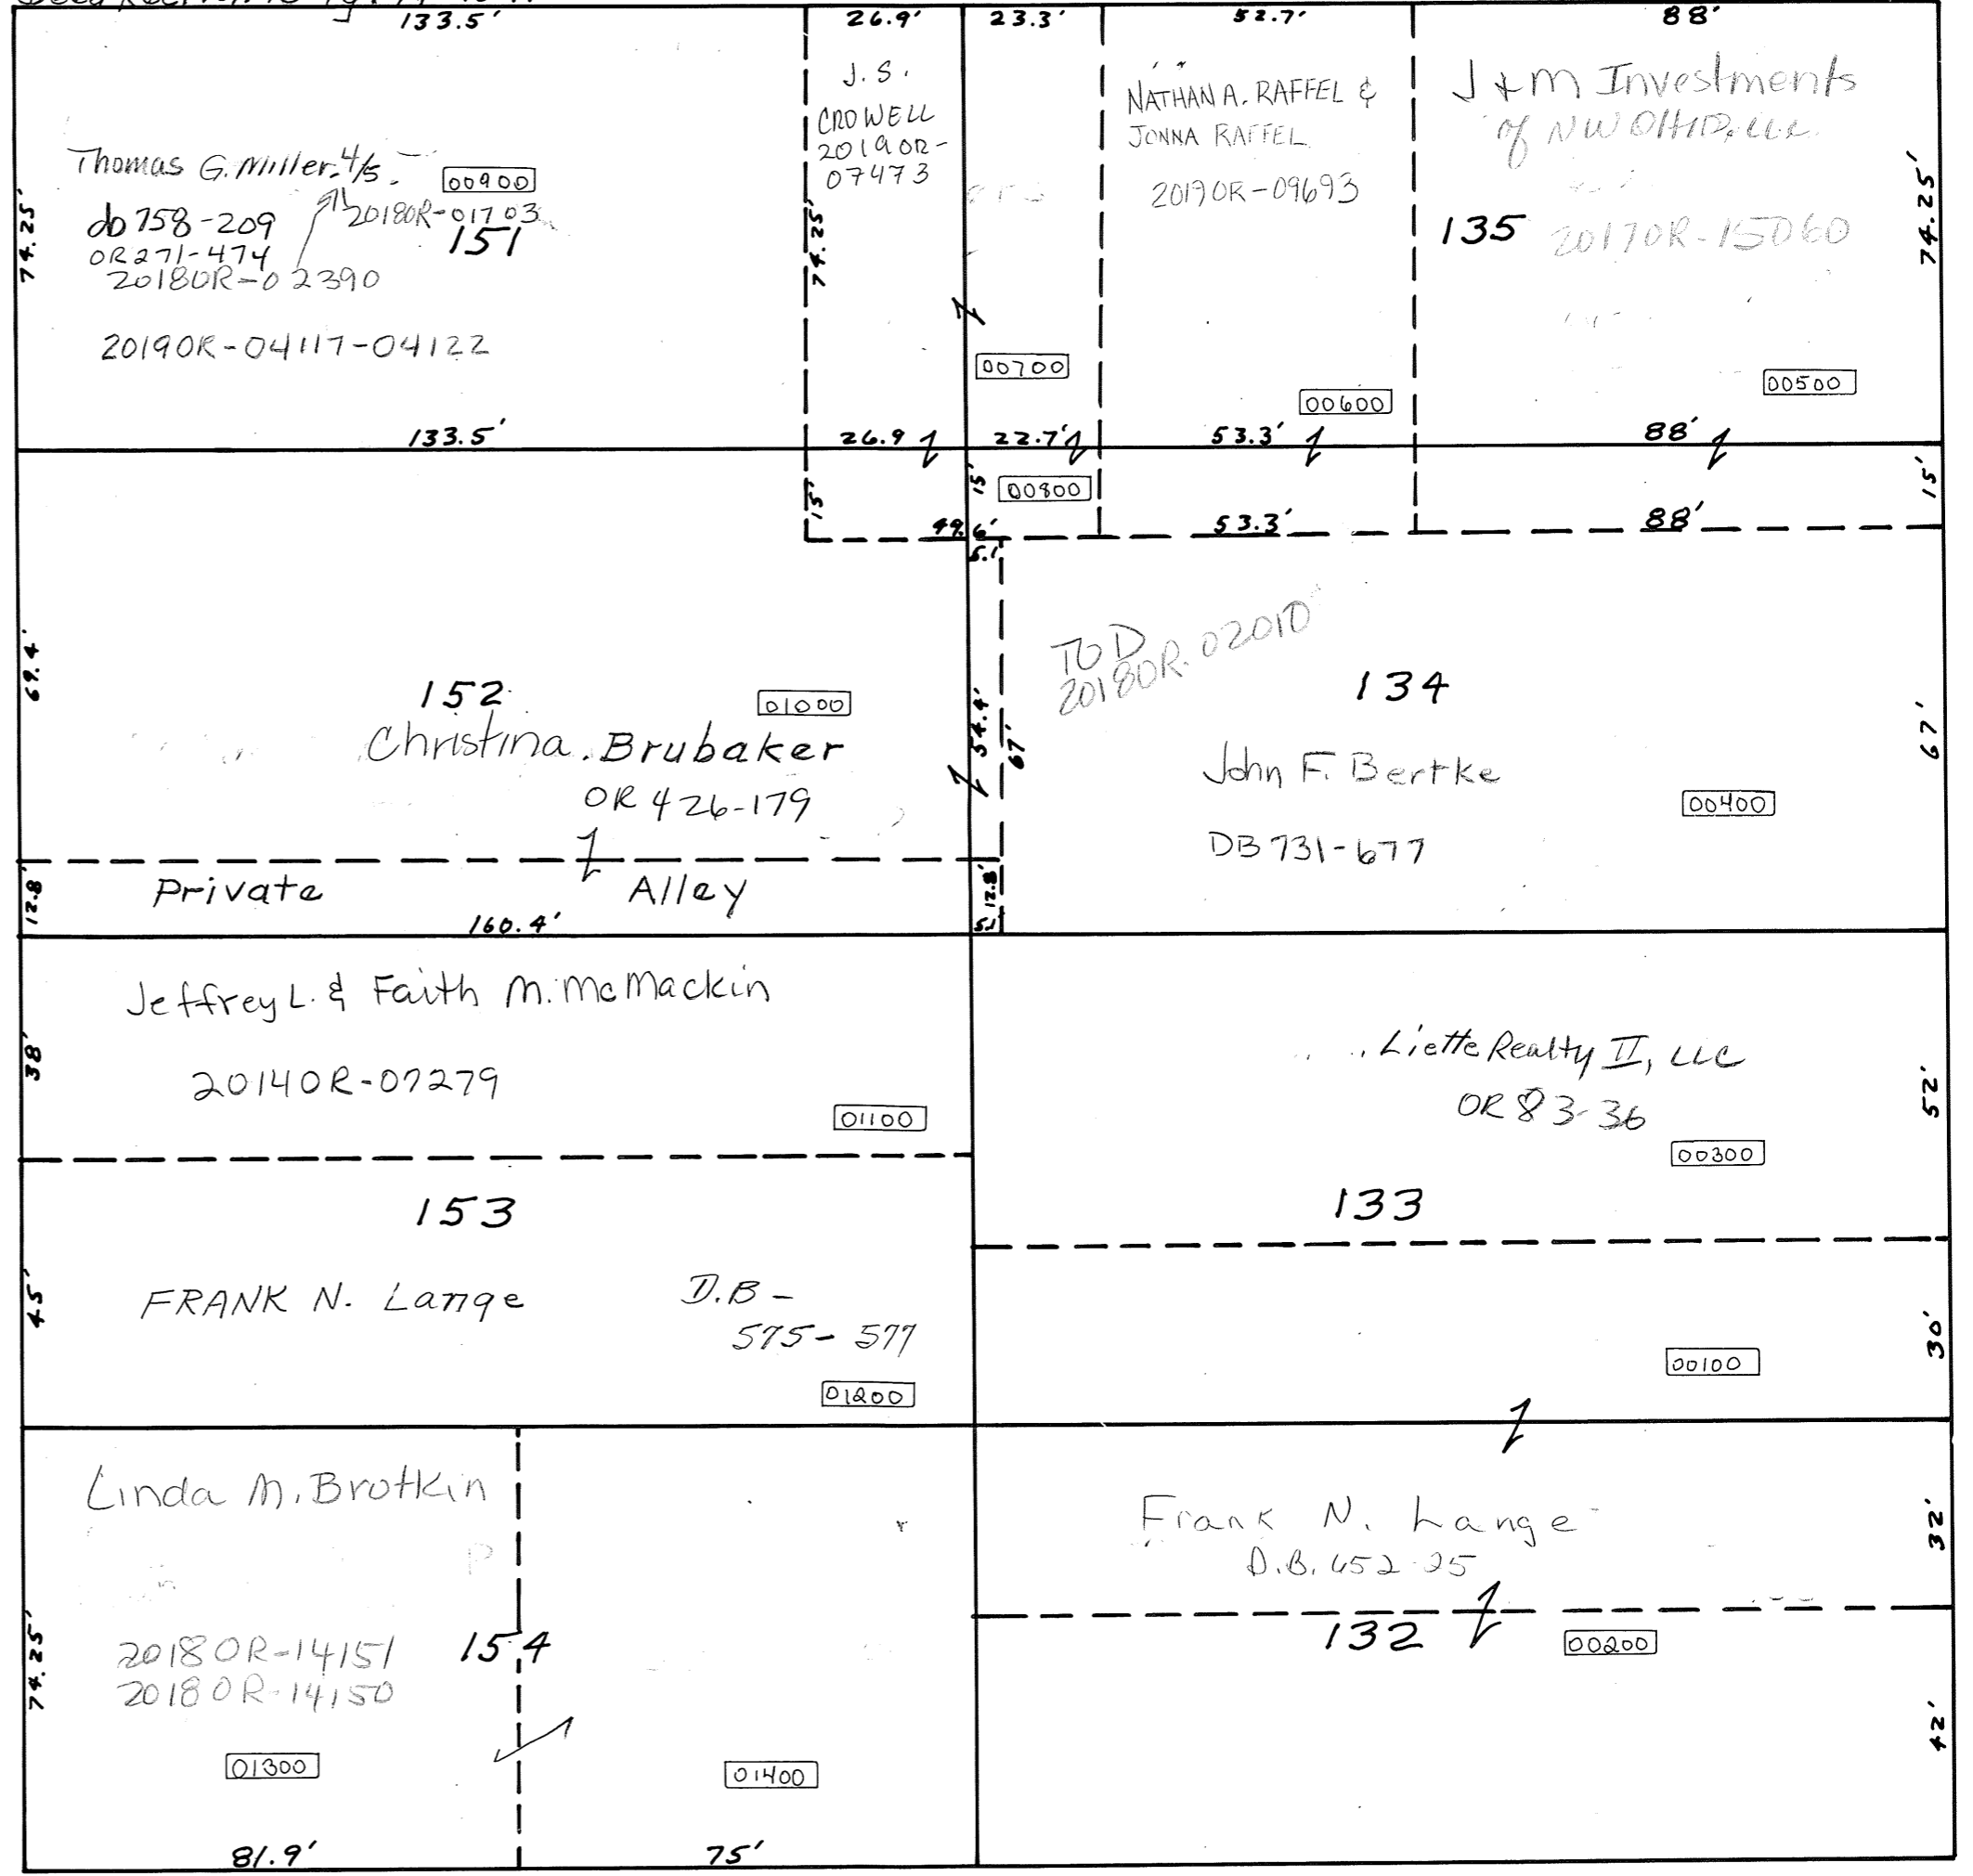 133.5'
26.9'
23.3'
52.7'
88'
Thomas G. Miller 4/5
00900
db 758-209
2018OR-01703
OR271-474
151
2018OR-02390
2019OR-04117-04122
74.25'
J. S.
CROWELL
2019OR-
07473
74.25'
NATHAN A. RAFFEL &
JONNA RAFFEL
J & M Investments
of NW OHIO, LLC
135
2017OR-15060
74.25'
00700
00600
00500
133.5'
26.9
22.7'
53.3'
88'
15'
15'
00800
15'
49.6'
53.3'
88'
5.1
69.4'
152
01000
Christina Brubaker
OR 426-179
54.4'
67'
TOD
2018OR-02010
134
John F. Bertke
00400
DB 731-677
67'
12.8'
Private Alley
160.4'
12.8'
5.1
Jeffrey L. & Faith M. McMackin
2014OR-07279
38'
01100
Liette Realty II, LLC
OR 83-36
00300
52'
153
133
45'
FRANK N. Lange
D.B -
575-577
01200
00100
30'
Linda M. Brotkin
2018OR-14151
2018OR-14150
154
74.25'
01300
01400
81.9'
75'
Frank N. Lange
32'
132
00200
42'